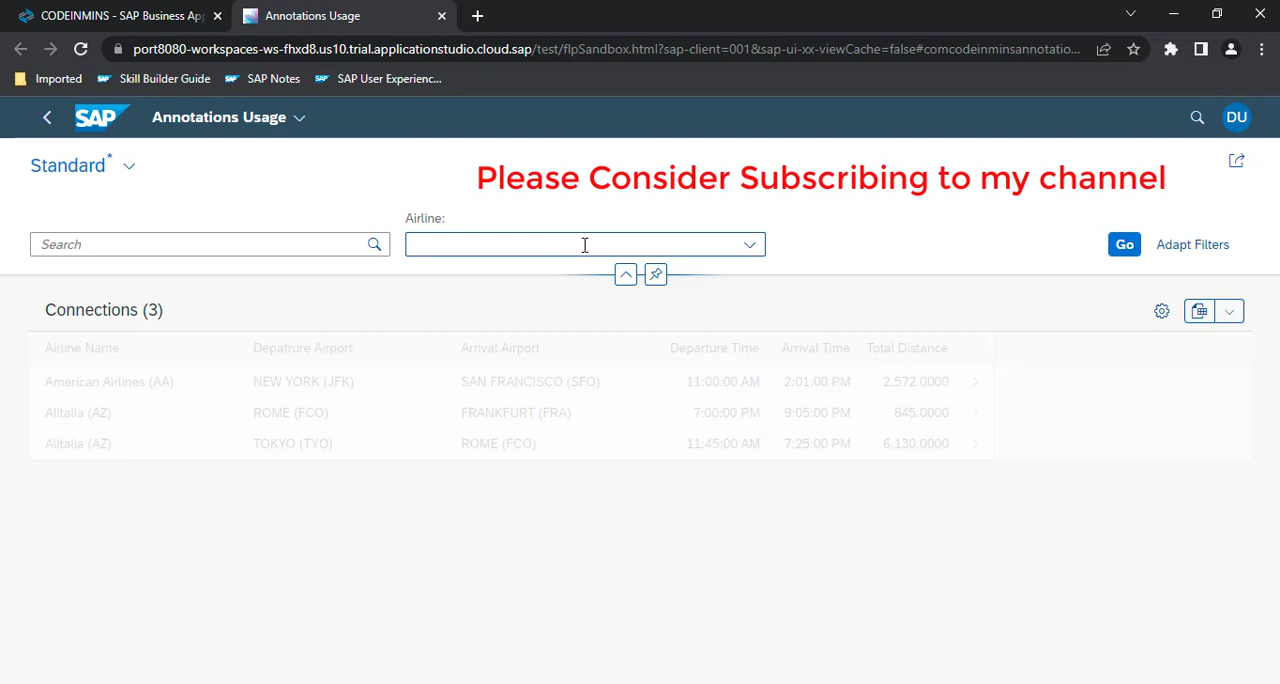 CODEINMINS - SAP Business Ap
Annotations Usage
port8080-workspaces-ws-fhxd8.us10.trial.applicationstudio.cloud.sap/test/flpSandbox.html?sap-client=001&sap-ui-xx-viewCache=false#comcodeinminsannotatio...
Imported
Skill Builder Guide
SAP Notes
SAP User Experienc...
SAP
Annotations Usage
DU
Standard*
Please Consider Subscribing to my channel
Airline:
Search
Go
Adapt Filters
Connections (3)
Airline Name Depatrure Airport Arrival Airport Departure Time Arrival Time Total Distance
American Airlines (AA) NEW YORK (JFK) SAN FRANCISCO (SFO) 11:00:00 AM 2:01:00 PM 2,572.0000
Alitalia (AZ) ROME (FCO) FRANKFURT (FRA) 7:00:00 PM 9:05:00 PM 845.0000
Alitalia (AZ) TOKYO (TYO) ROME (FCO) 11:45:00 AM 7:25:00 PM 6,130.0000